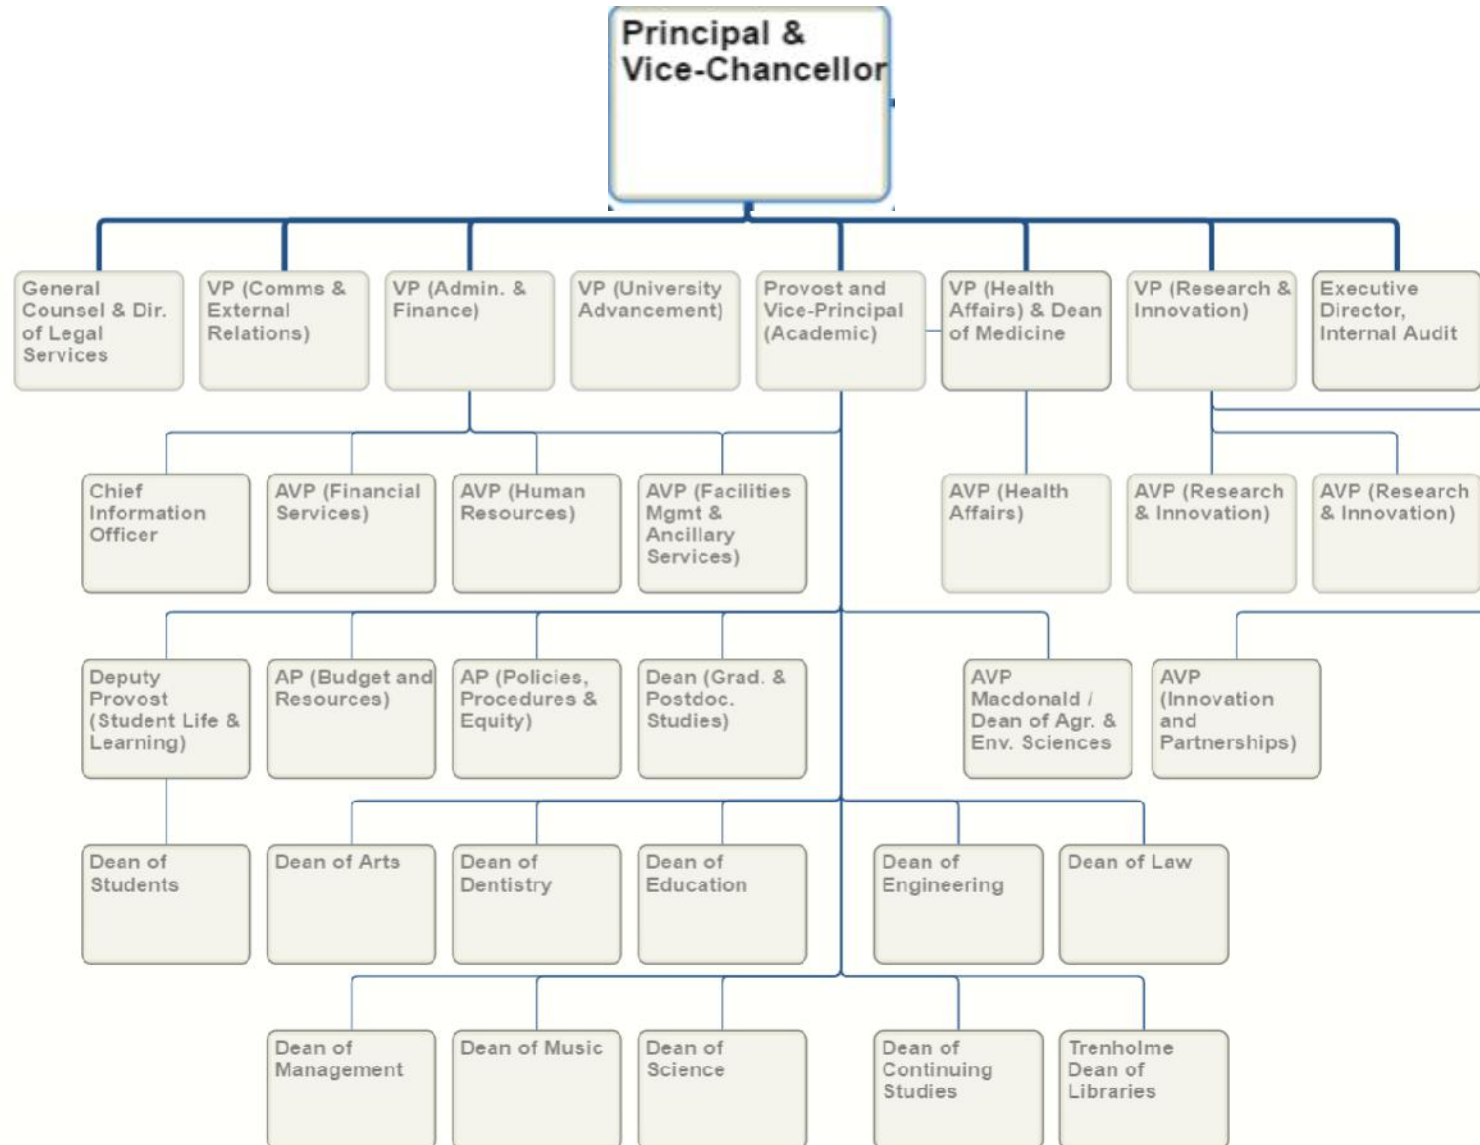 Principal &
Vice-Chancellor
General
Counsel & Dir.
of Legal
Services
VP (Comms &
External
Relations)
VP (Admin. &
Finance)
VP (University
Advancement)
Provost and
Vice-Principal
(Academic)
VP (Health
Affairs) & Dean
of Medicine
VP (Research &
Innovation)
Executive
Director,
Internal Audit
Chief
Information
Officer
AVP (Financial
Services)
AVP (Human
Resources)
AVP (Facilities
Mgmt &
Ancillary
Services)
AVP (Health
Affairs)
AVP (Research
& Innovation)
AVP (Research
& Innovation)
Deputy
Provost
(Student Life &
Learning)
AP (Budget and
Resources)
AP (Policies,
Procedures &
Equity)
Dean (Grad. &
Postdoc.
Studies)
AVP
Macdonald /
Dean of Agr. &
Env. Sciences
AVP
(Innovation
and
Partnerships)
Dean of
Students
Dean of Arts
Dean of
Dentistry
Dean of
Education
Dean of
Engineering
Dean of Law
Dean of
Management
Dean of Music
Dean of
Science
Dean of
Continuing
Studies
Trenholme
Dean of
Libraries